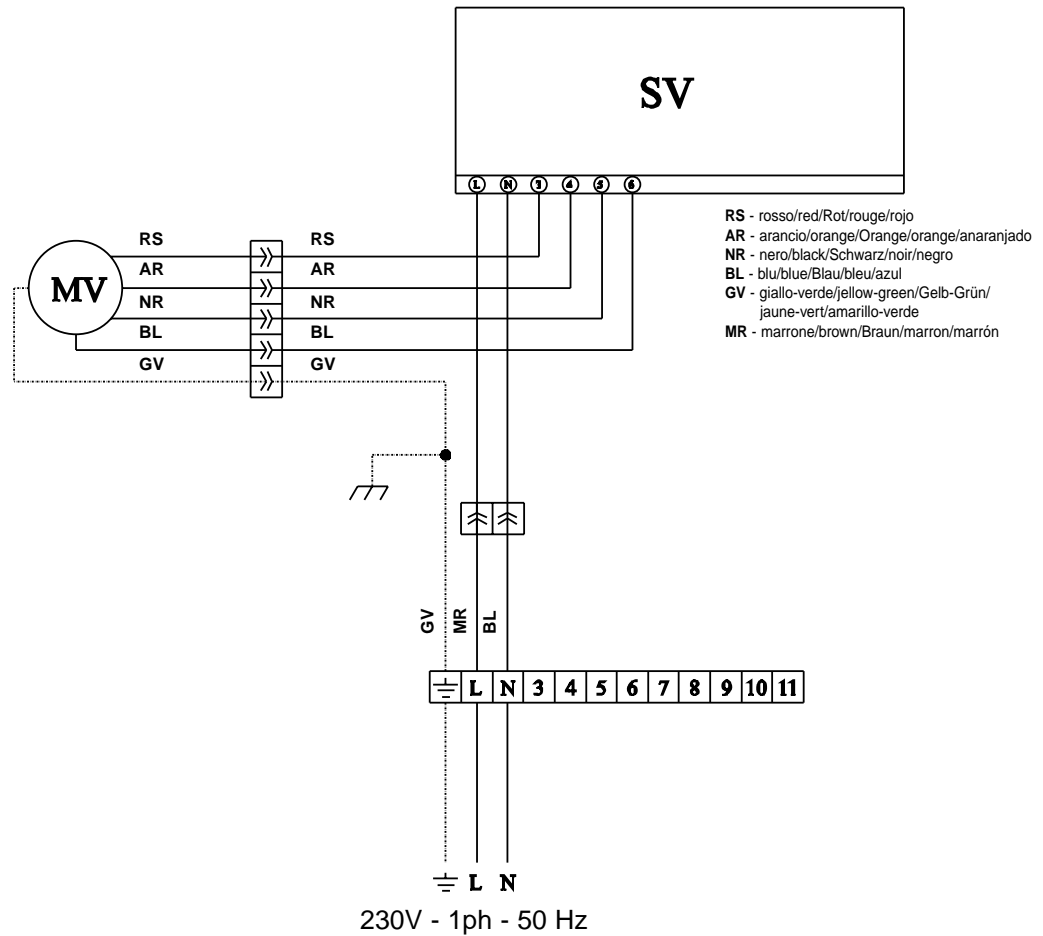 SV
L N 3 4 5 6
RS - rosso/red/Rot/rouge/rojo
AR - arancio/orange/Orange/orange/anaranjado
NR - nero/black/Schwarz/noir/negro
BL - blu/blue/Blau/bleu/azul
GV - giallo-verde/jellow-green/Gelb-Grün/
jaune-vert/amarillo-verde
MR - marrone/brown/Braun/marron/marrón
MV
RS RS
AR AR
NR NR
BL BL
GV GV
GV MR BL
L N 3 4 5 6 7 8 9 10 11
L N
230V - 1ph - 50 Hz